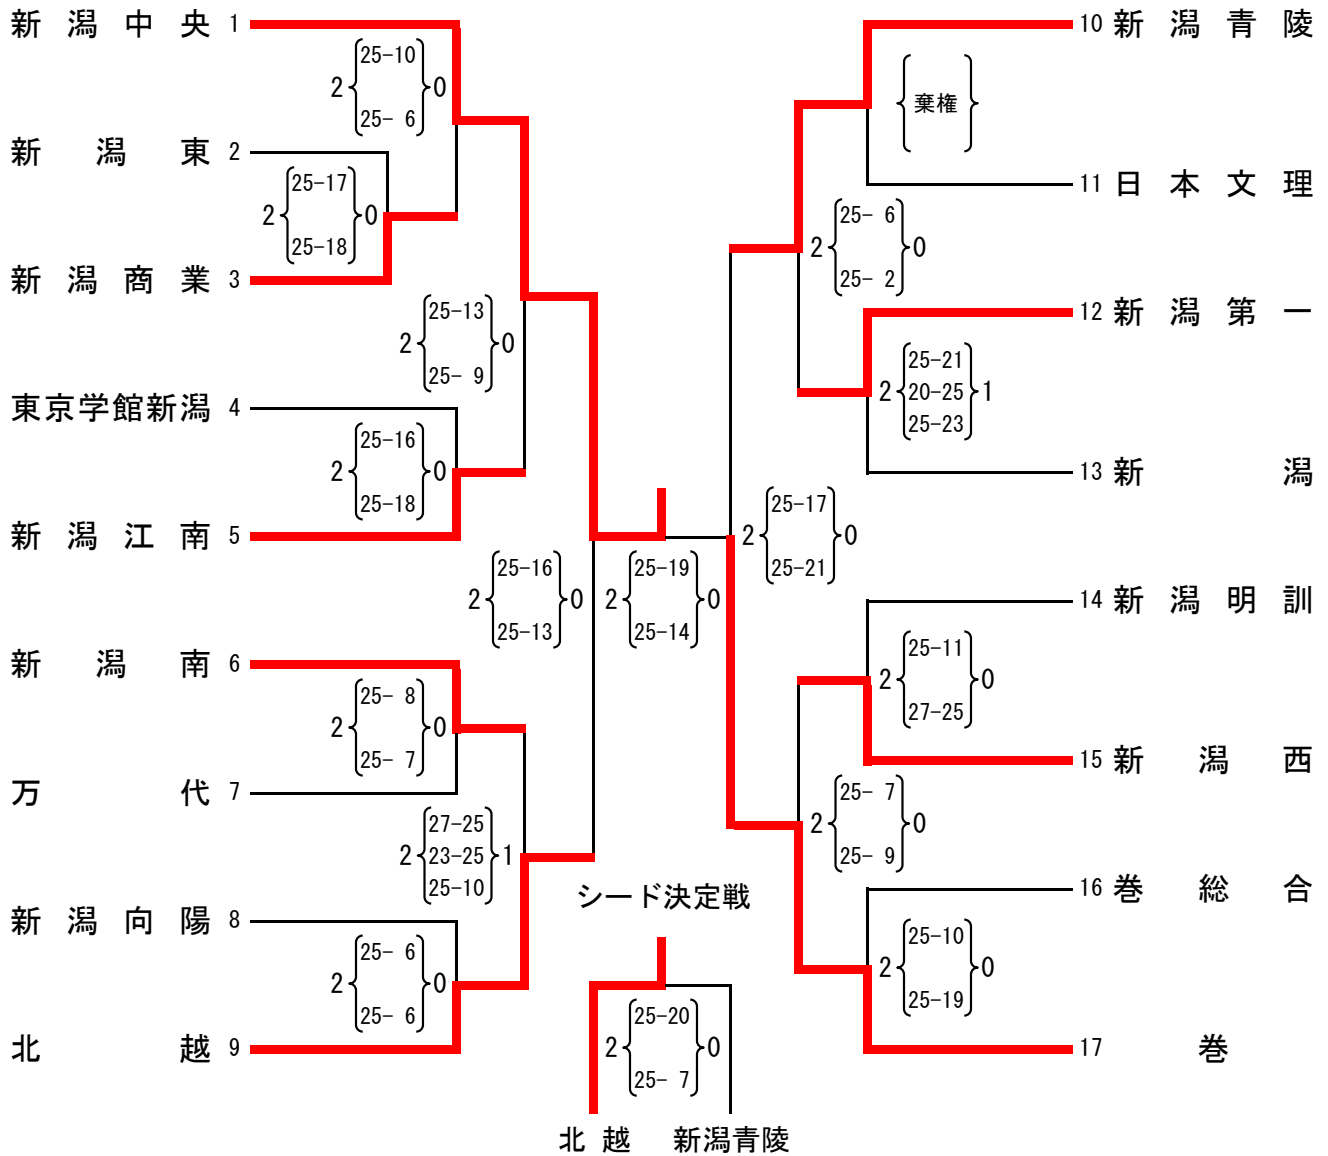 新潟中央 1
25-10
2 0
25- 6
新潟東 2
25-17
2 0
25-18
新潟商業 3
25-13
2 0
25- 9
東京学館新潟 4
25-16
2 0
25-18
新潟江南 5
25-16
2 0
25-13
新潟南 6
25- 8
2 0
25- 7
万代 7
27-25
2 23-25 1
25-10
新潟向陽 8
25- 6
2 0
25- 6
北越 9
25-19
2 0
25-14
シード決定戦
25-20
2 0
25- 7
北越 新潟青陵
10 新潟青陵
棄権
11 日本文理
25- 6
2 0
25- 2
12 新潟第一
25-21
2 20-25 1
25-23
13 新潟
25-17
2 0
25-21
14 新潟明訓
25-11
2 0
27-25
15 新潟西
25- 7
2 0
25- 9
16 巻総合
25-10
2 0
25-19
17 巻